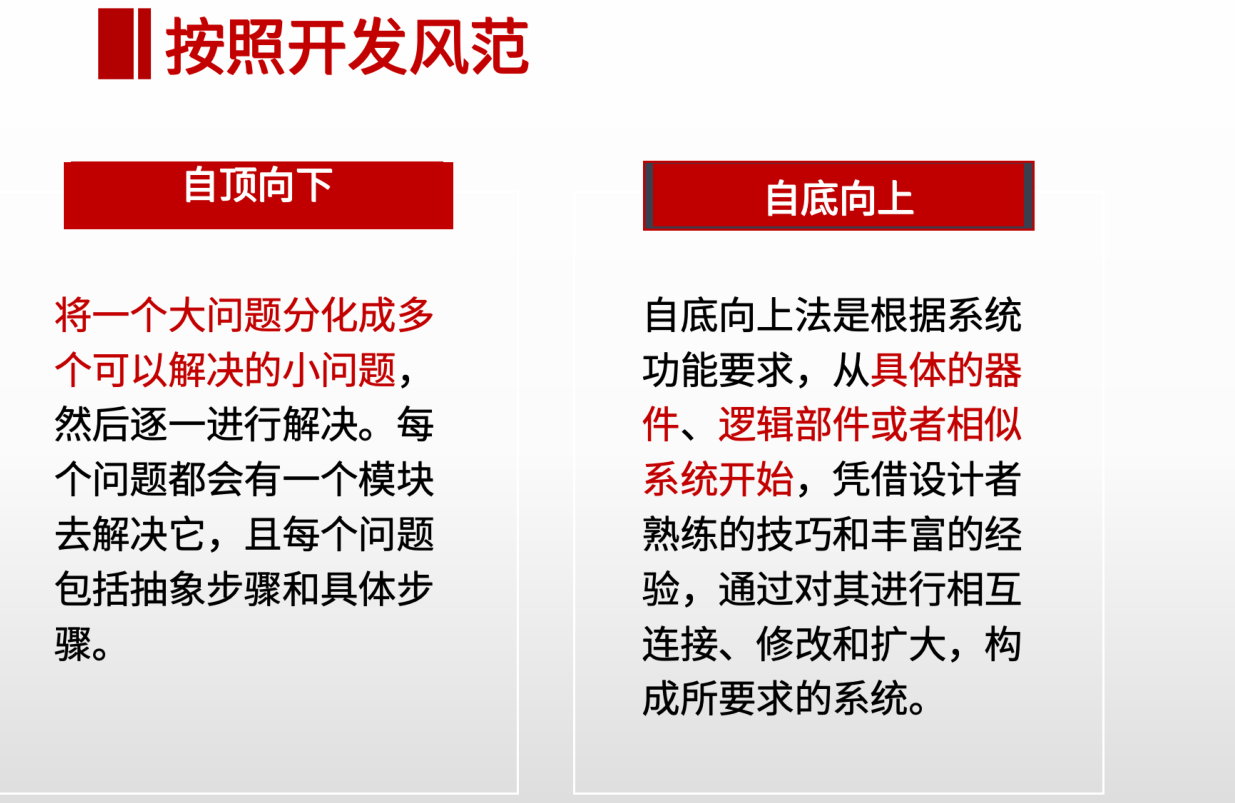 按照开发风范
自顶向下
将一个大问题分化成多
个可以解决的小问题，
然后逐一进行解决。每
个问题都会有一个模块
去解决它，且每个问题
包括抽象步骤和具体步
骤。
自底向上
自底向上法是根据系统
功能要求，从具体的器
件、逻辑部件或者相似
系统开始，凭借设计者
熟练的技巧和丰富的经
验，通过对其进行相互
连接、修改和扩大，构
成所要求的系统。